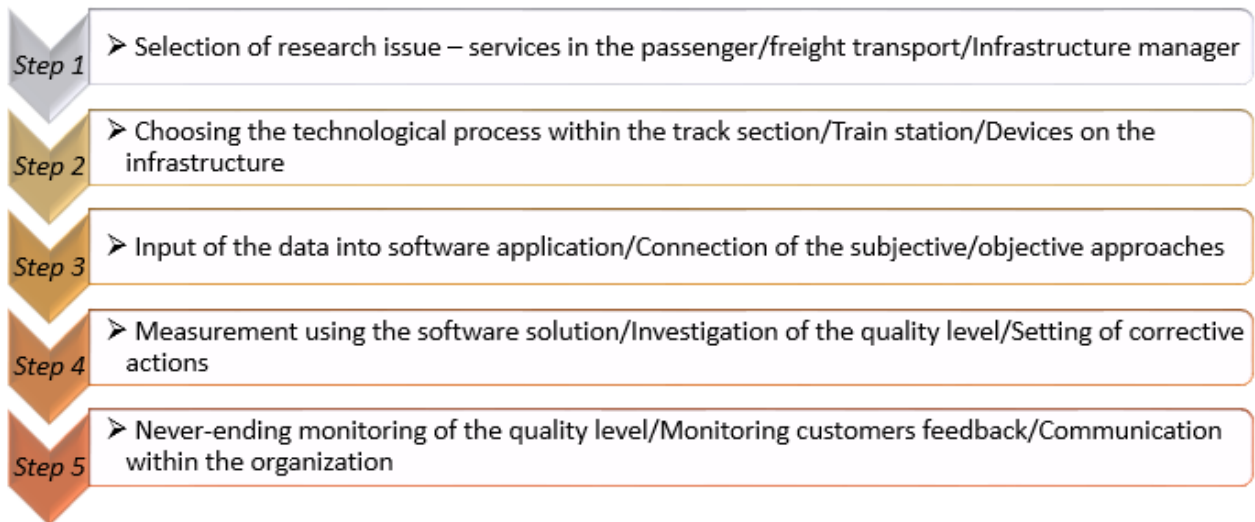 Step 1
➢ Selection of research issue – services in the passenger/freight transport/Infrastructure manager
Step 2
➢ Choosing the technological process within the track section/Train station/Devices on the
infrastructure
Step 3
➢ Input of the data into software application/Connection of the subjective/objective approaches
Step 4
➢ Measurement using the software solution/Investigation of the quality level/Setting of corrective
actions
Step 5
➢ Never-ending monitoring of the quality level/Monitoring customers feedback/Communication
within the organization